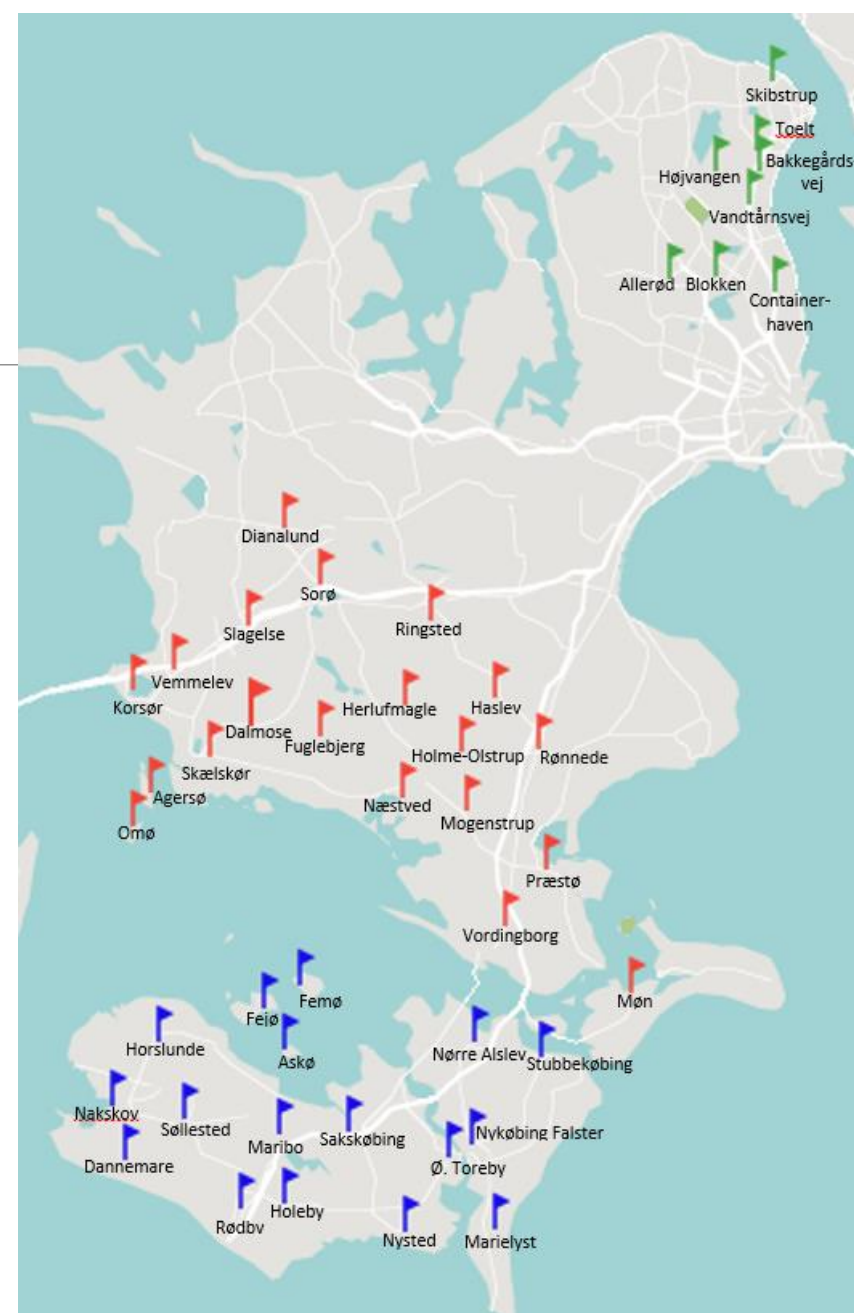 Skibstrup
Toelt
Bakkegårds
vej
Højvangen
Vandtårnsvej
Allerød
Blokken
Container-
haven
Dianalund
Sorø
Slagelse
Ringsted
Vemmelev
Korsør
Herlufmagle
Haslev
Dalmose
Fuglebjerg
Holme-Olstrup
Rønnede
Skælskør
Agersø
Næstved
Mogenstrup
Omø
Præstø
Vordingborg
Møn
Femø
Fejø
Horslunde
Askø
Nørre Alslev
Stubbekøbing
Nakskov
Søllested
Maribo
Sakskøbing
Nykøbing Falster
Dannemare
Ø. Toreby
Holeby
Rødby
Nysted
Marielyst